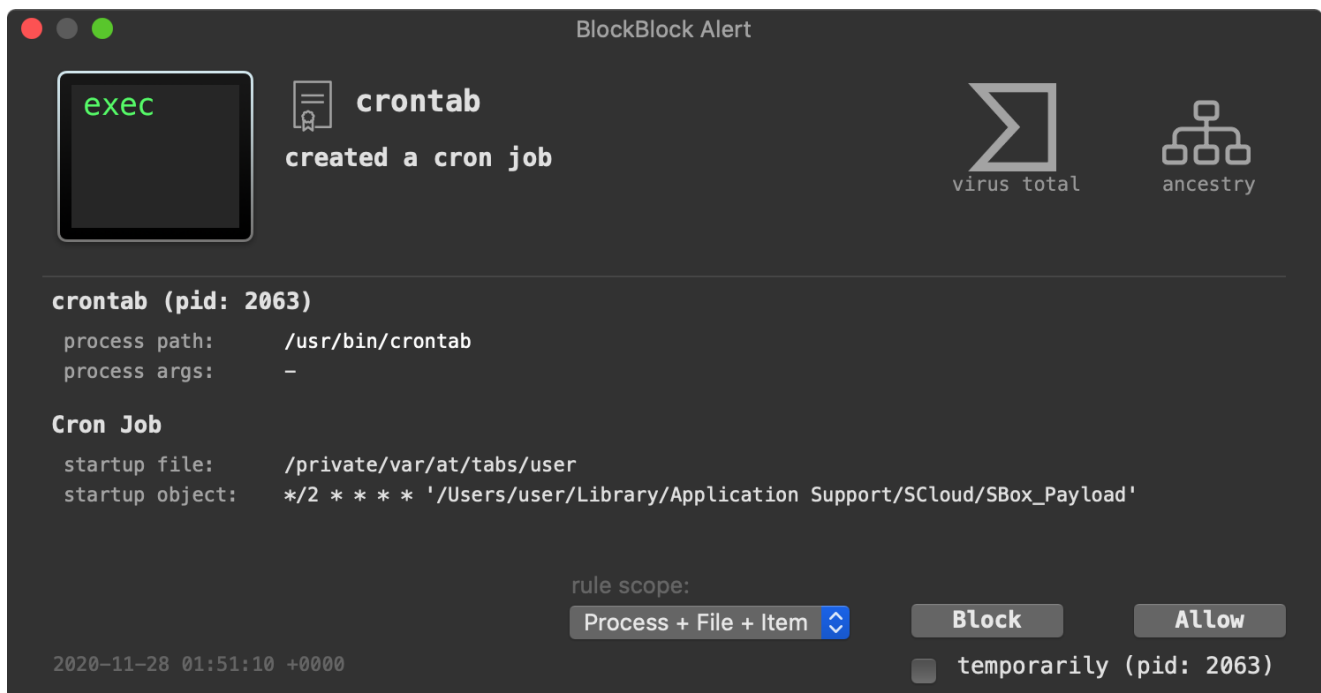 BlockBlock Alert
exec
crontab
created a cron job
virus total
ancestry
crontab (pid: 2063)
process path: /usr/bin/crontab
process args: –
Cron Job
startup file: /private/var/at/tabs/user
startup object: */2 * * * * '/Users/user/Library/Application Support/SCloud/SBox_Payload'
rule scope:
Process + File + Item
Block
Allow
2020-11-28 01:51:10 +0000
temporarily (pid: 2063)